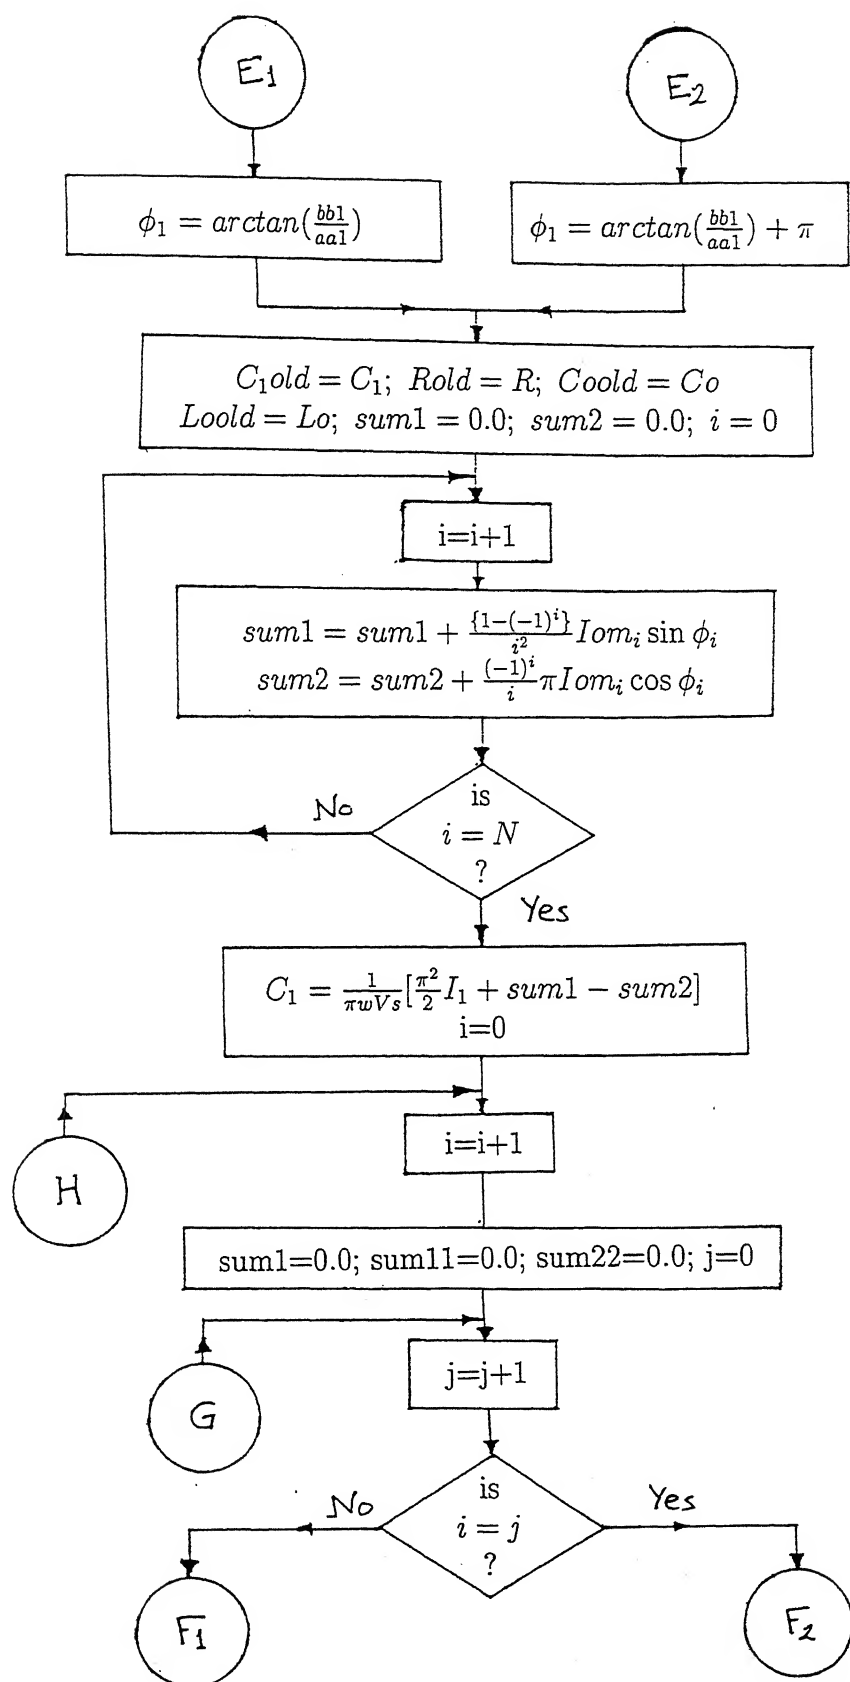 E1
E2
ϕ₁ = arctan(bb1/aa1)
ϕ₁ = arctan(bb1/aa1) + π
C₁old = C₁; Rold = R; Coold = Co
Loold = Lo; sum1 = 0.0; sum2 = 0.0; i = 0
i=i+1
sum1 = sum1 + {1−(−1)^i}/i² Iom_i sin ϕ_i
sum2 = sum2 + (−1)^i/i πIom_i cos ϕ_i
is
No
i = N
?
Yes
C₁ = 1/πwVs [π²/2 I₁ + sum1 − sum2]
i=0
i=i+1
H
sum1=0.0; sum11=0.0; sum22=0.0; j=0
j=j+1
G
is
No
Yes
i = j
?
F1
F2